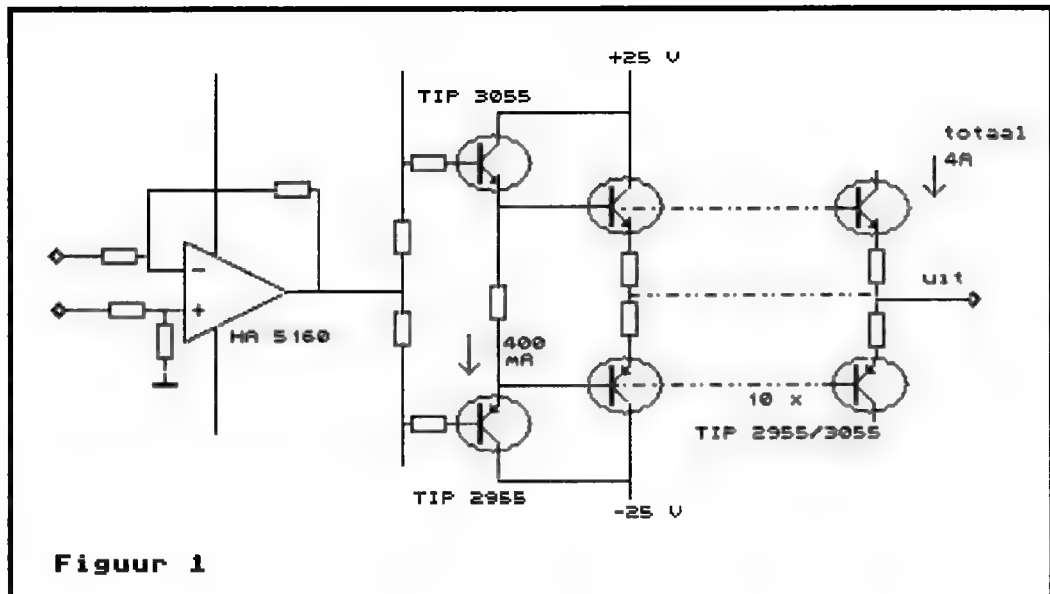 +25 V
TIP 3055
totaal
4A
-
+
HA 5160
uit
400
mA
10 x
TIP 2955/3055
TIP 2955
-25 V
Figuur 1